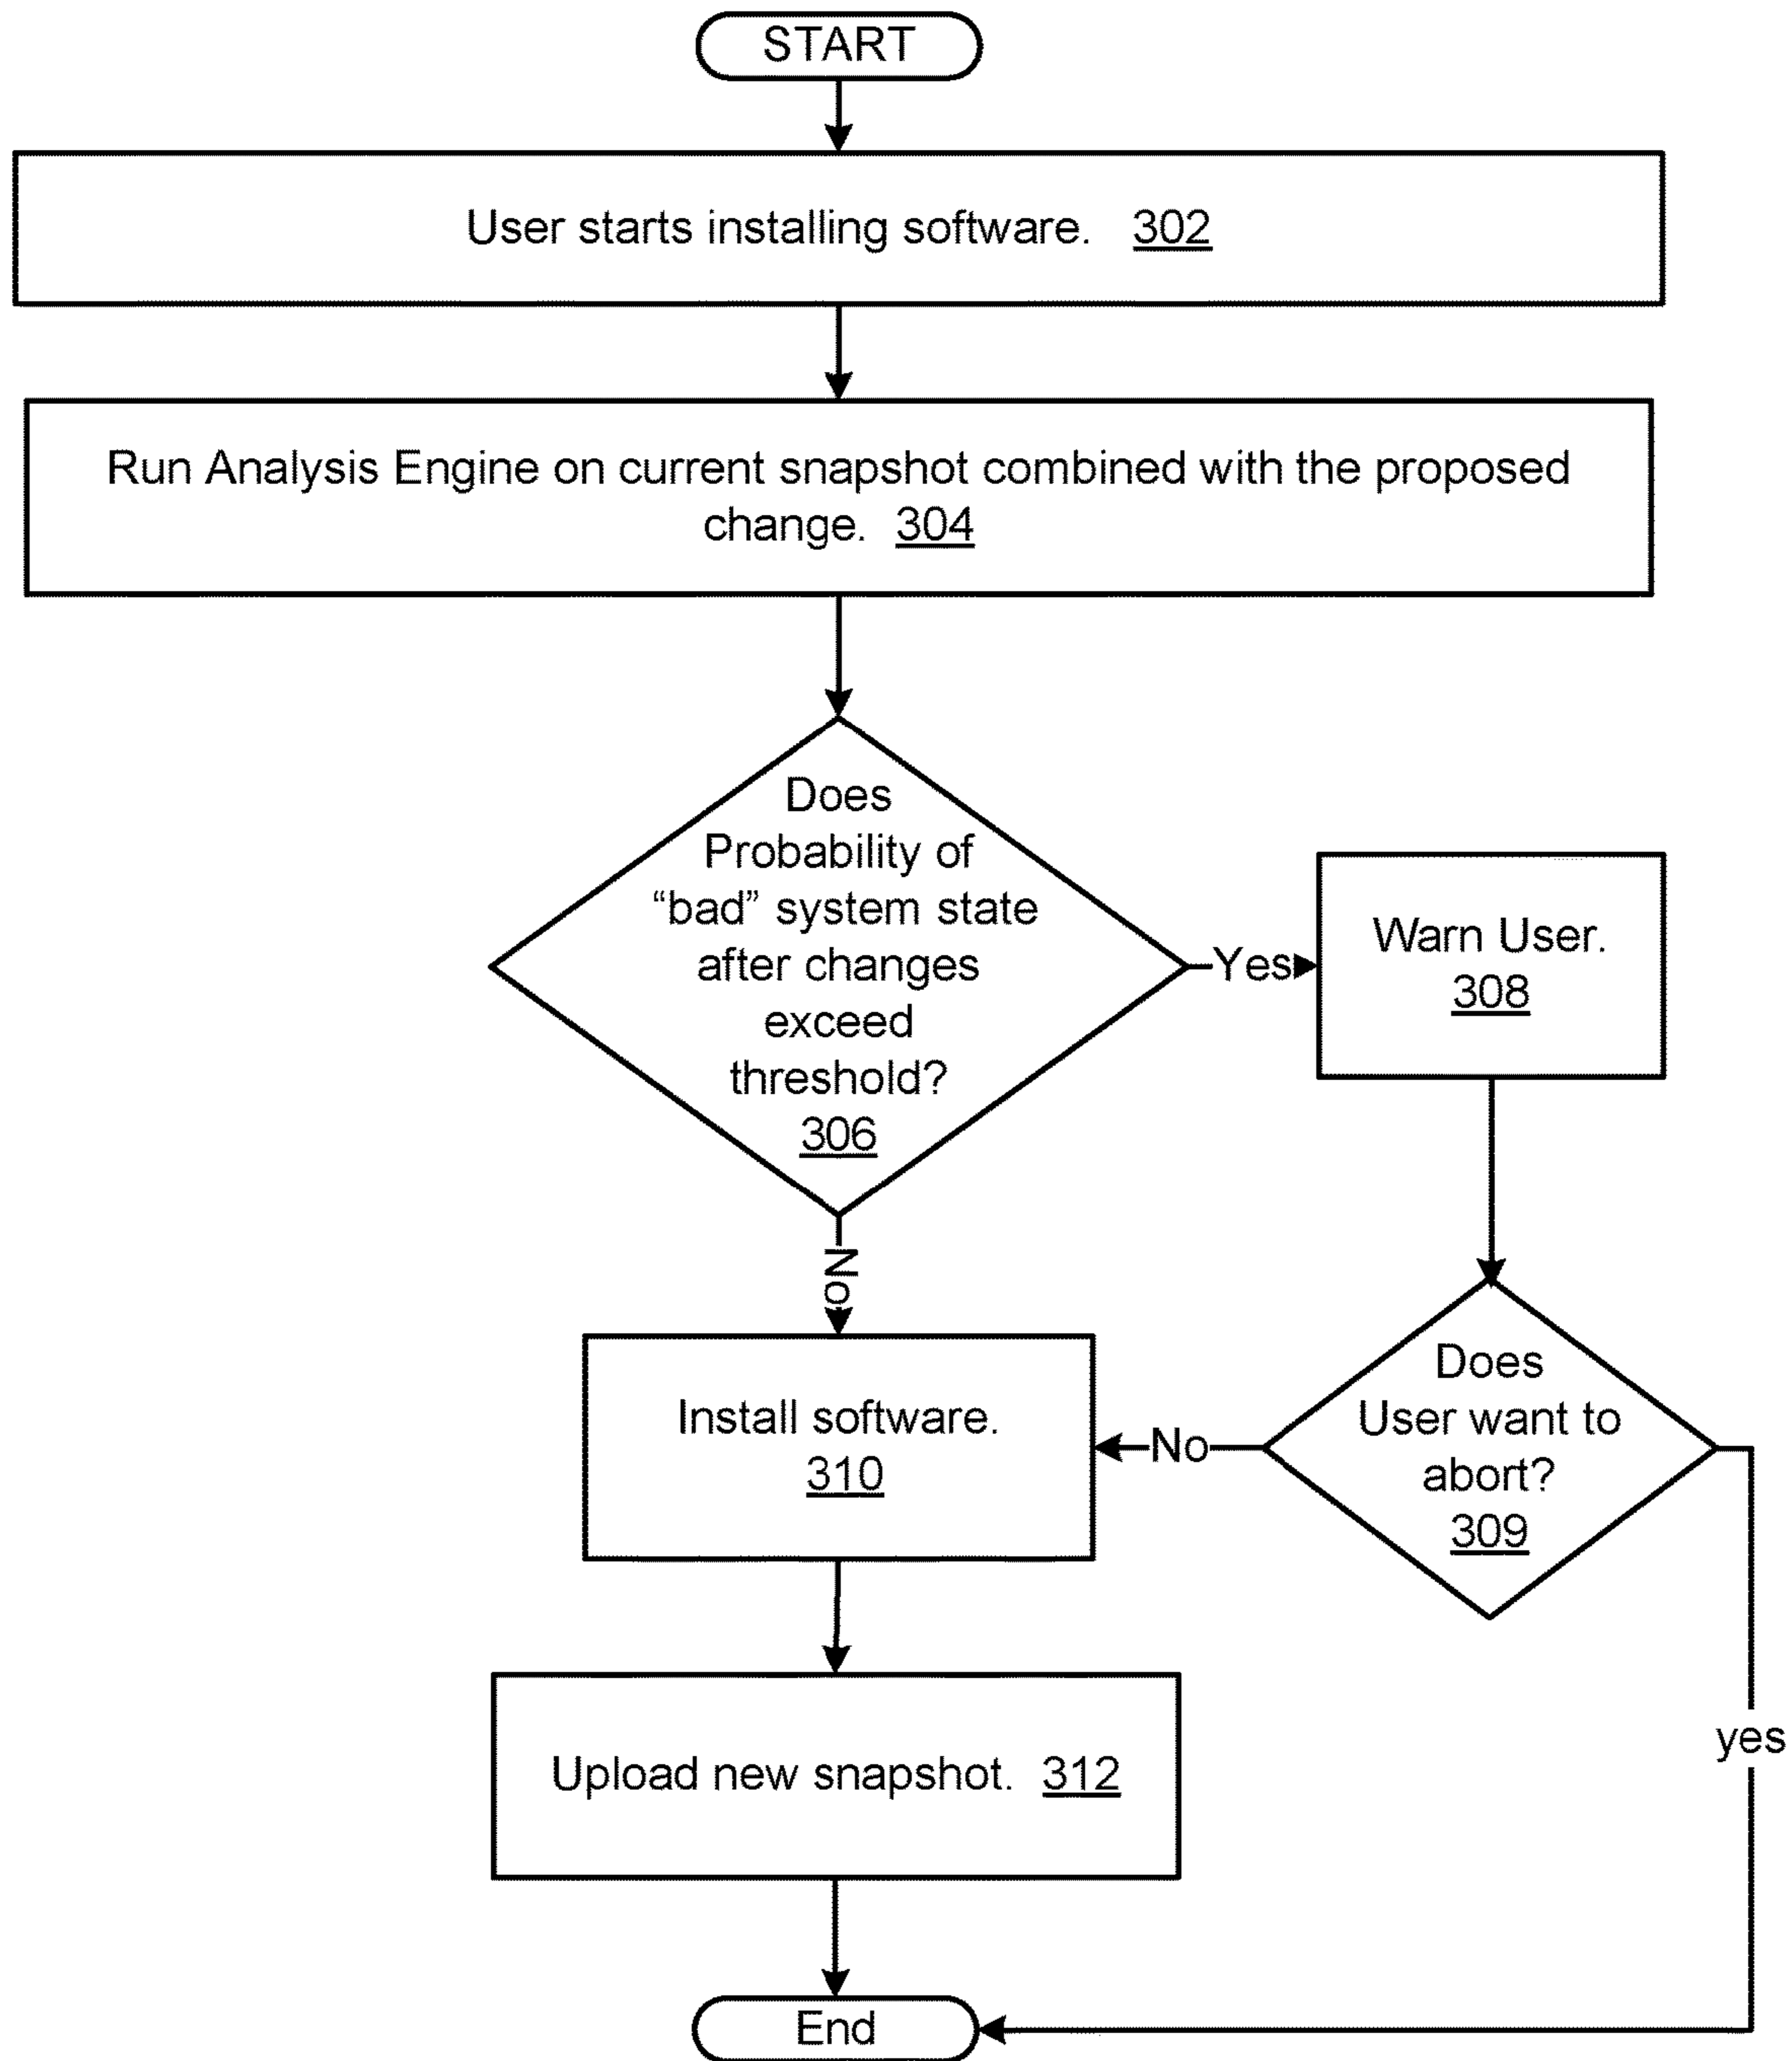 START
User starts installing software. 302
Run Analysis Engine on current snapshot combined with the proposed
change. 304
Does
Probability of
“bad” system state
after changes
exceed
threshold?
306
Yes
Warn User.
308
No
Does
User want to
abort?
309
No
Install software.
310
yes
Upload new snapshot. 312
End